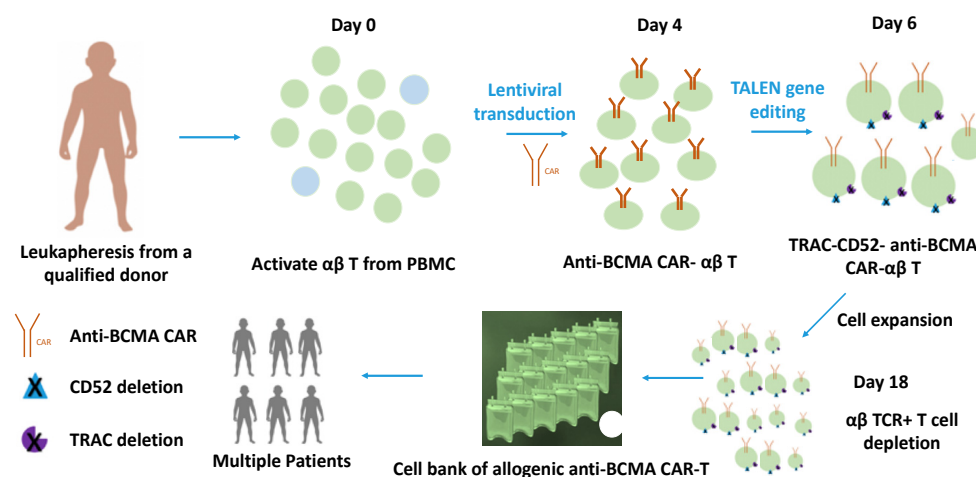 Day 0
Day 4
Day 6
Lentiviral
transduction
CAR
TALEN gene
editing
Leukapheresis from a
qualified donor
Activate αβ T from PBMC
Anti-BCMA CAR- αβ T
TRAC-CD52- anti-BCMA
CAR-αβ T
CAR
Anti-BCMA CAR
CD52 deletion
TRAC deletion
Multiple Patients
Cell bank of allogenic anti-BCMA CAR-T
Cell expansion
Day 18
αβ TCR+ T cell
depletion